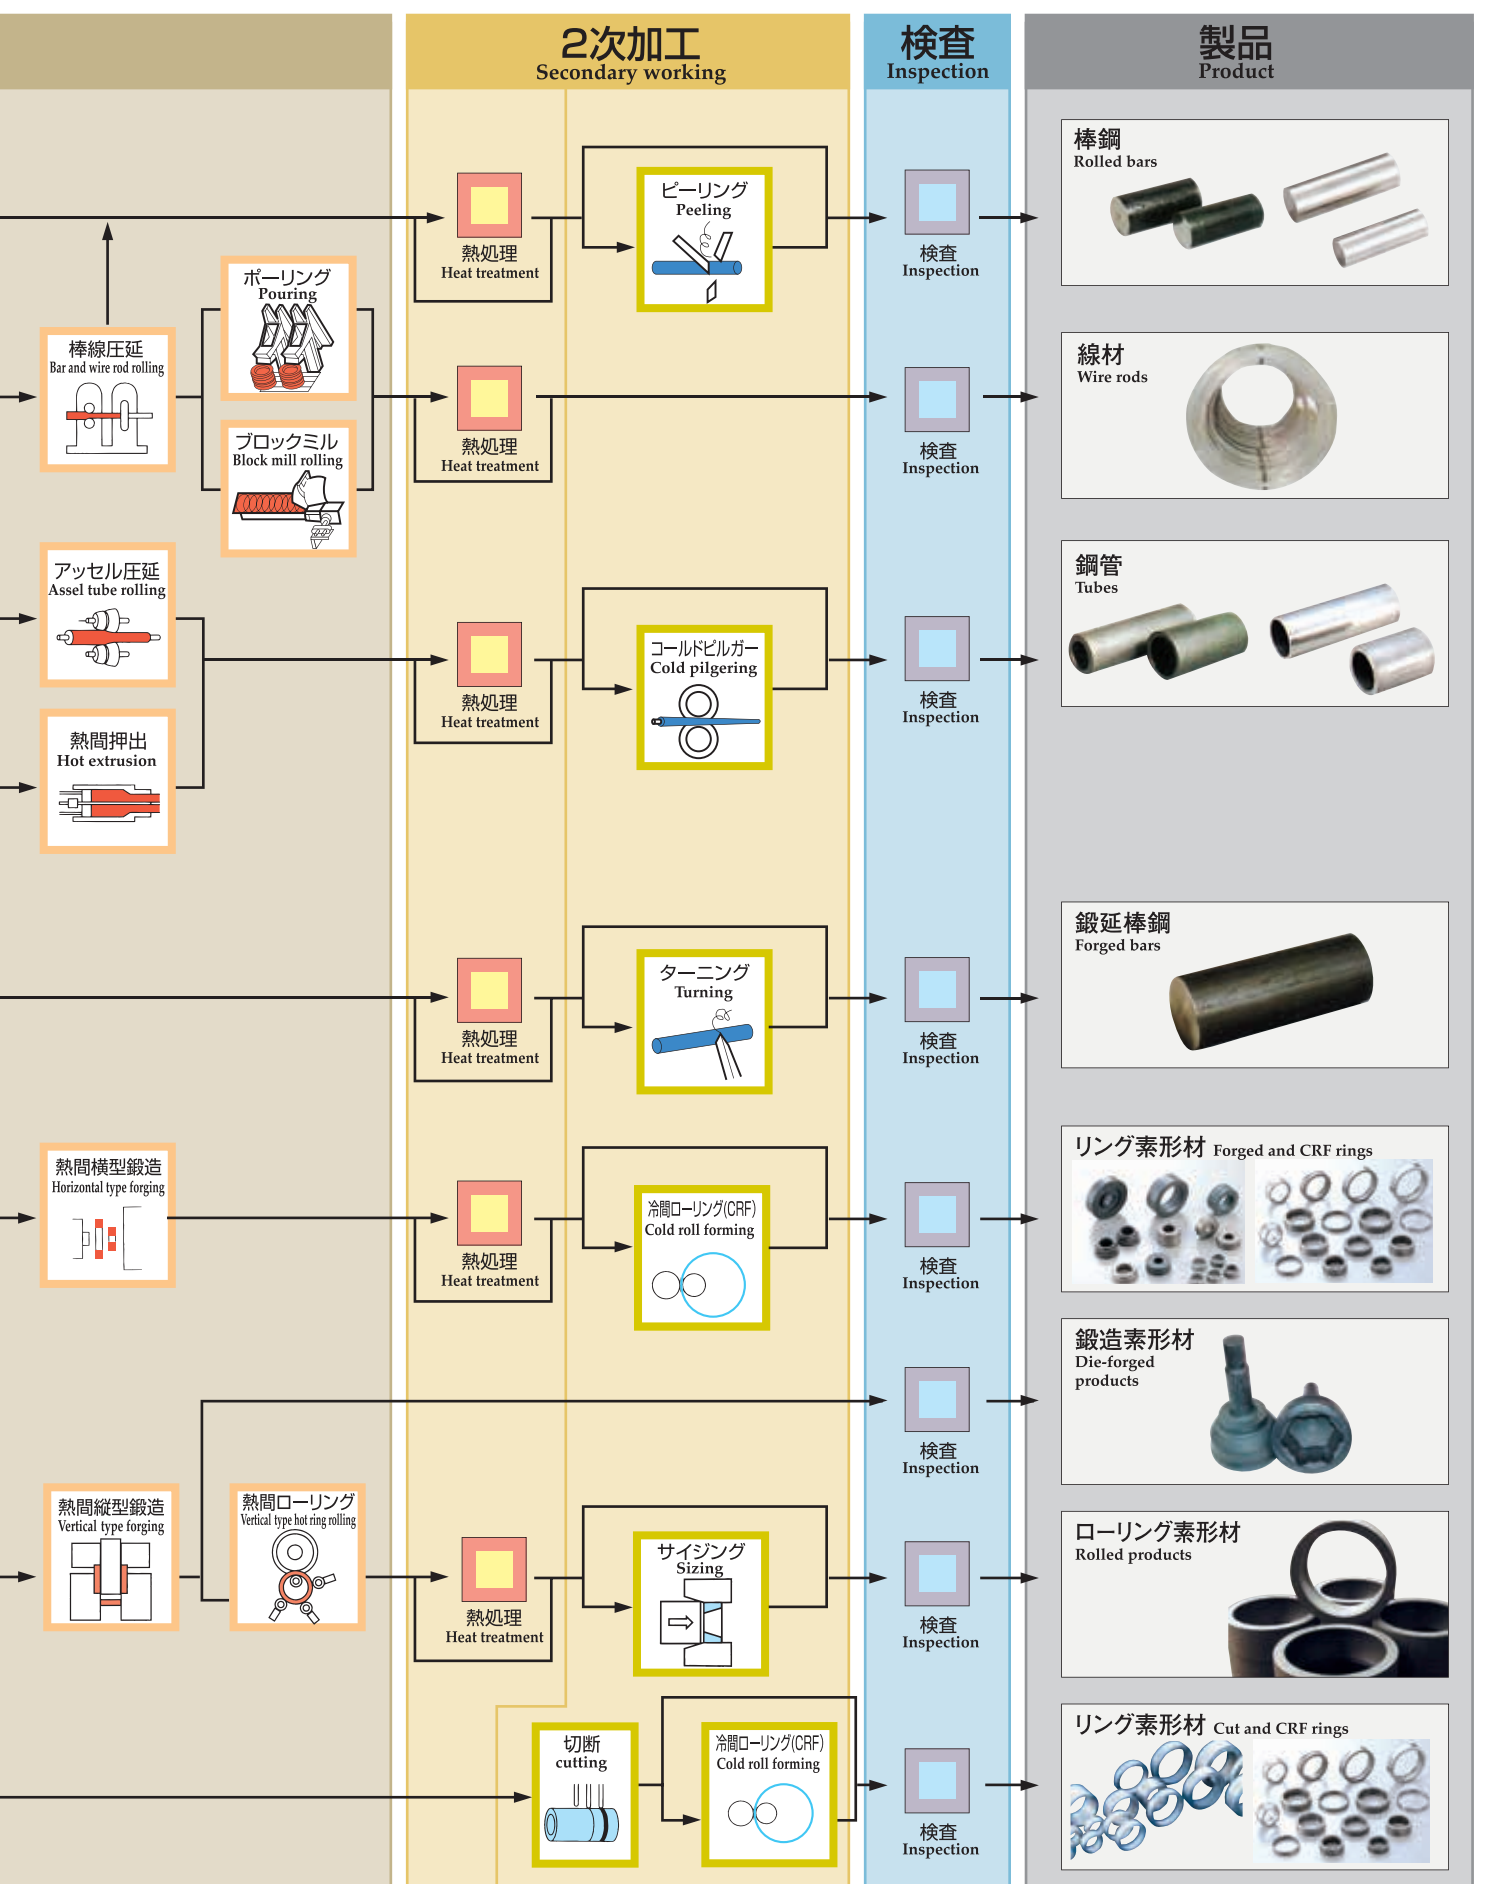 2次加工
Secondary working
検査
Inspection
製品
Product
ピーリング
Peeling
熱処理
Heat treatment
検査
Inspection
棒鋼
Rolled bars
ポーリング
Pouring
棒線圧延
Bar and wire rod rolling
ブロックミル
Block mill rolling
熱処理
Heat treatment
検査
Inspection
線材
Wire rods
アッセル圧延
Assel tube rolling
熱間押出
Hot extrusion
熱処理
Heat treatment
コールドピルガー
Cold pilgering
検査
Inspection
鋼管
Tubes
熱処理
Heat treatment
ターニング
Turning
検査
Inspection
鍛延棒鋼
Forged bars
熱間横型鍛造
Horizontal type forging
熱処理
Heat treatment
冷間ローリング(CRF)
Cold roll forming
検査
Inspection
リング素形材 Forged and CRF rings
検査
Inspection
鍛造素形材
Die-forged
products
熱間縦型鍛造
Vertical type forging
熱間ローリング
Vertical type hot ring rolling
熱処理
Heat treatment
サイジング
Sizing
検査
Inspection
ローリング素形材
Rolled products
切断
cutting
冷間ローリング(CRF)
Cold roll forming
検査
Inspection
リング素形材 Cut and CRF rings